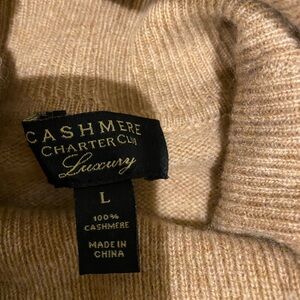 CASHMERE
CHARTER CLUB
Luxury
L
100%
CASHMERE
MADE IN
CHINA